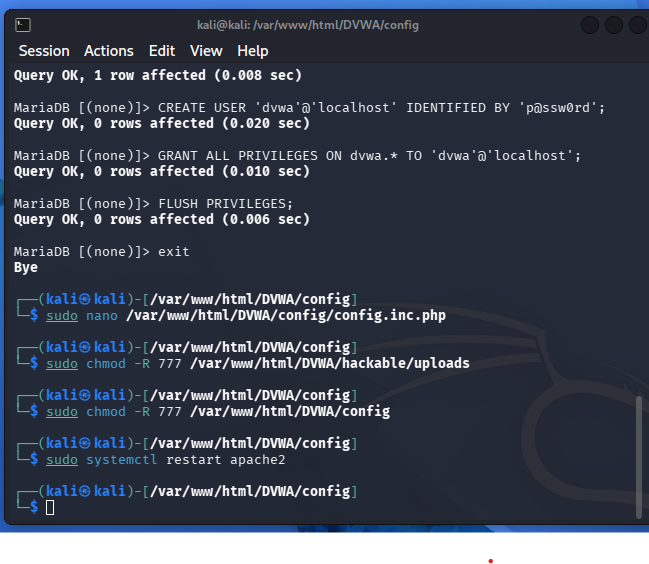 kali@kali: /var/www/html/DVWA/config
Session Actions Edit View Help
Query OK, 1 row affected (0.008 sec)
MariaDB [(none)]> CREATE USER 'dvwa'@'localhost' IDENTIFIED BY 'p@ssw0rd';
Query OK, 0 rows affected (0.020 sec)
MariaDB [(none)]> GRANT ALL PRIVILEGES ON dvwa.* TO 'dvwa'@'localhost';
Query OK, 0 rows affected (0.010 sec)
MariaDB [(none)]> FLUSH PRIVILEGES;
Query OK, 0 rows affected (0.006 sec)
MariaDB [(none)]> exit
Bye
┌──(kali㉿kali)-[/var/www/html/DVWA/config]
└─$ sudo nano /var/www/html/DVWA/config/config.inc.php
┌──(kali㉿kali)-[/var/www/html/DVWA/config]
└─$ sudo chmod -R 777 /var/www/html/DVWA/hackable/uploads
┌──(kali㉿kali)-[/var/www/html/DVWA/config]
└─$ sudo chmod -R 777 /var/www/html/DVWA/config
┌──(kali㉿kali)-[/var/www/html/DVWA/config]
└─$ sudo systemctl restart apache2
┌──(kali㉿kali)-[/var/www/html/DVWA/config]
└─$